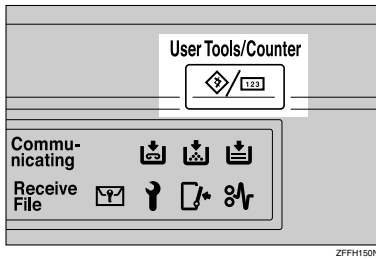 User Tools/Counter
123
Commu-
nicating
Receive
File
ZFFH150N